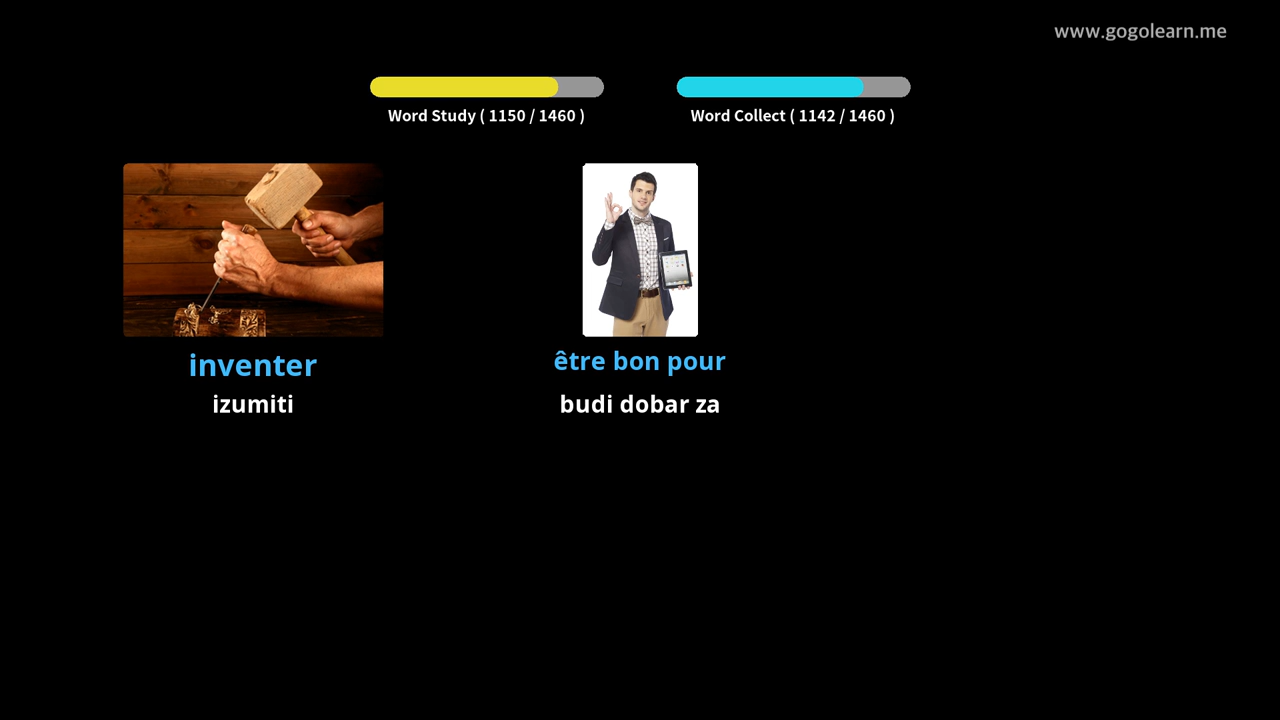 www.gogolearn.me
Word Study ( 1150 / 1460 )
Word Collect ( 1142 / 1460 )
inventer
izumiti
être bon pour
budi dobar za